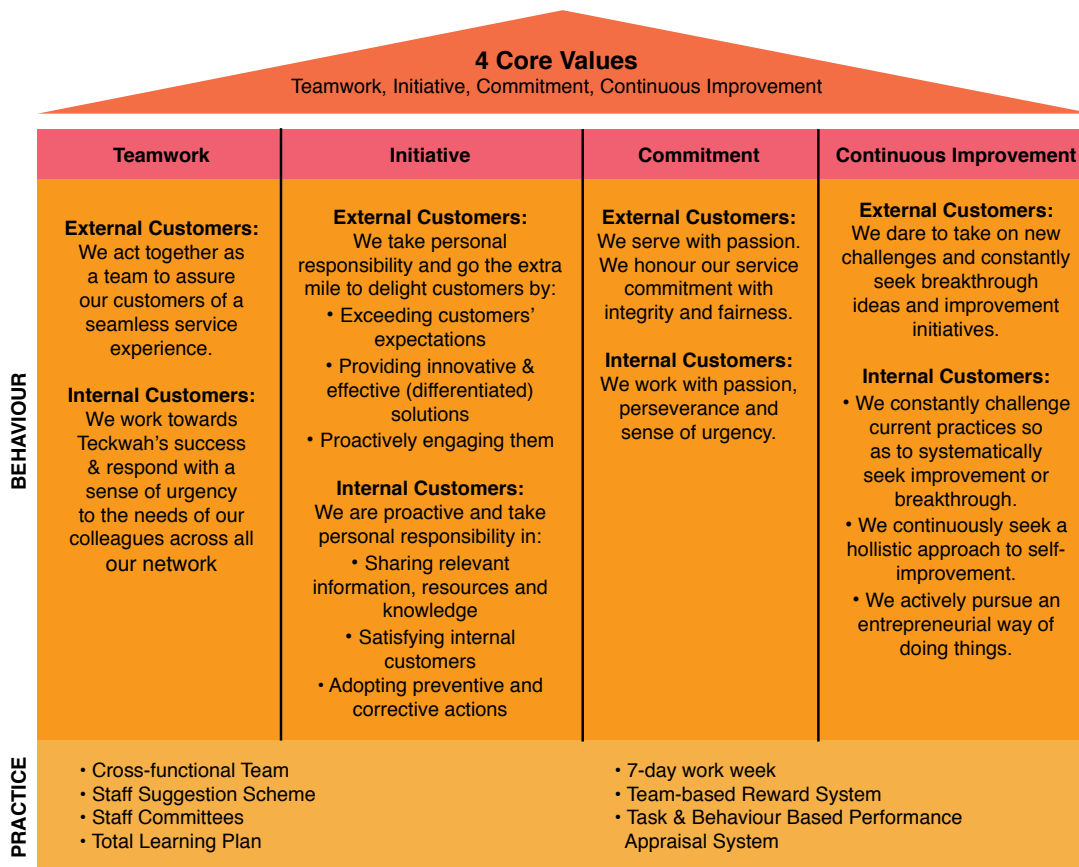 4 Core Values
Teamwork, Initiative, Commitment, Continuous Improvement
Teamwork
Initiative
Commitment
Continuous Improvement
BEHAVIOUR
External Customers:
We act together as
a team to assure
our customers of a
seamless service
experience.
Internal Customers:
We work towards
Teckwah's success
& respond with a
sense of urgency
to the needs of our
colleagues across all
our network
External Customers:
We take personal
responsibility and go the extra
mile to delight customers by:
• Exceeding customers'
expectations
• Providing innovative &
effective (differentiated)
solutions
• Proactively engaging them
Internal Customers:
We are proactive and take
personal responsibility in:
• Sharing relevant
information, resources and
knowledge
• Satisfying internal
customers
• Adopting preventive and
corrective actions
External Customers:
We serve with passion.
We honour our service
commitment with
integrity and fairness.
Internal Customers:
We work with passion,
perseverance and
sense of urgency.
External Customers:
We dare to take on new
challenges and constantly
seek breakthrough
ideas and improvement
initiatives.
Internal Customers:
• We constantly challenge
current practices so
as to systematically
seek improvement or
breakthrough.
• We continuously seek a
hollistic approach to self-
improvement.
• We actively pursue an
entrepreneurial way of
doing things.
PRACTICE
• Cross-functional Team
• Staff Suggestion Scheme
• Staff Committees
• Total Learning Plan
• 7-day work week
• Team-based Reward System
• Task & Behaviour Based Performance
Appraisal System